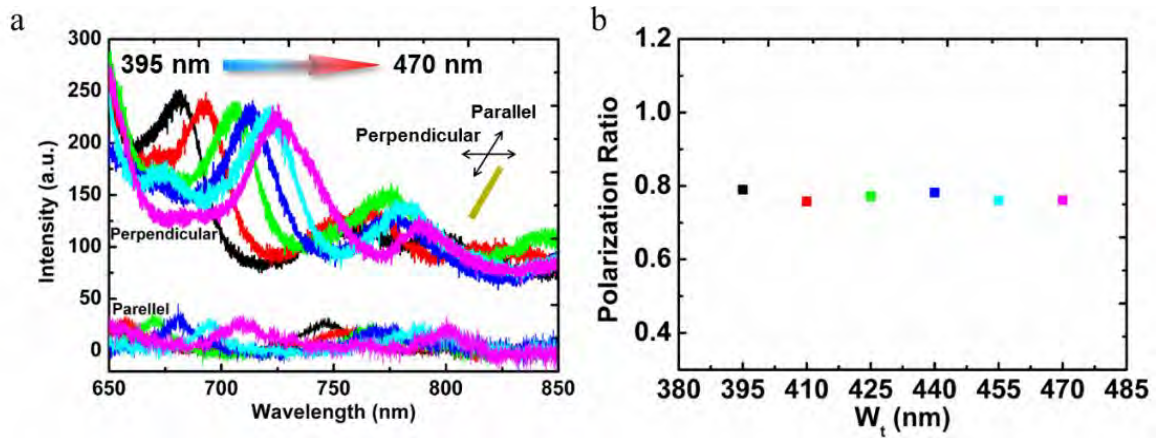 a
300
250
200
150
100
50
0
Intensity (a.u.)
395 nm
470 nm
Parallel
Perpendicular
Perpendicular
Parellel
650
700
750
800
850
Wavelength (nm)
b
1.2
1.0
0.8
0.6
0.4
Polarization Ratio
380 395 410 425 440 455 470 485
Wt (nm)